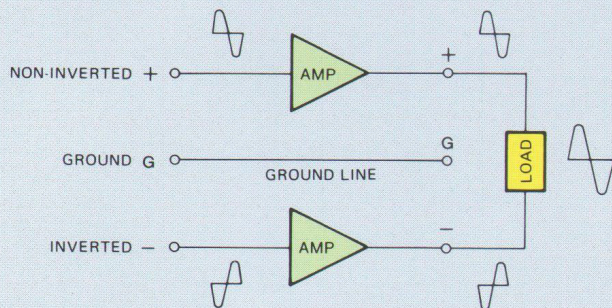 NON-INVERTED +
AMP
+
LOAD
GROUND G
GROUND LINE
G
INVERTED −
AMP
−